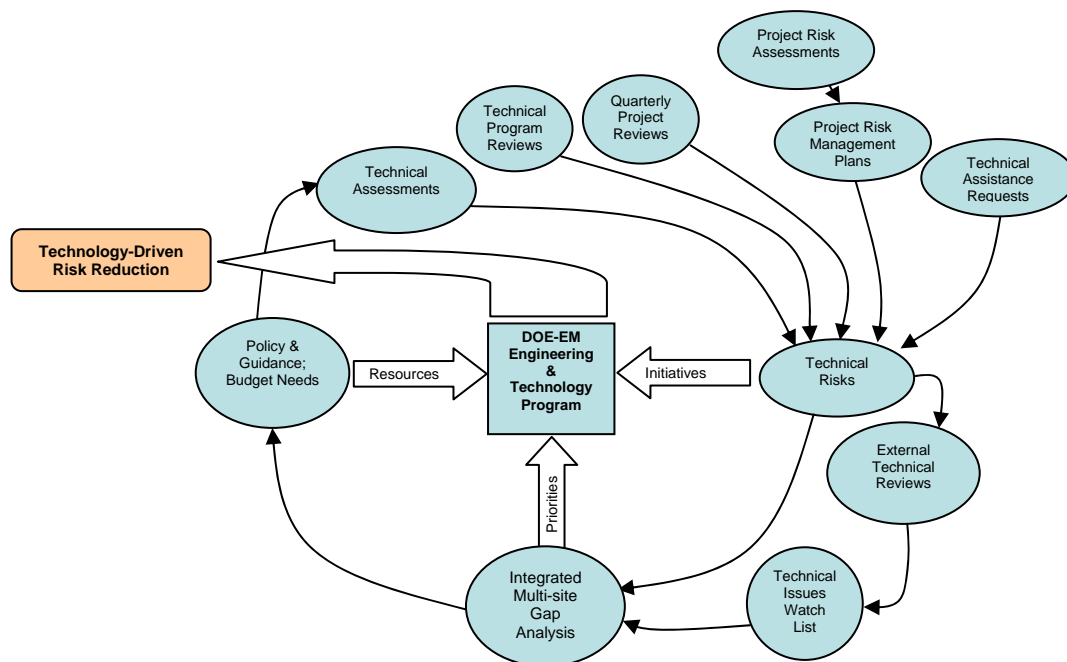 Project Risk
Assessments
Technical
Program
Reviews
Quarterly
Project
Reviews
Project Risk
Management
Plans
Technical
Assessments
Technical
Assistance
Requests
Technology-Driven
Risk Reduction
Policy &
Guidance;
Budget Needs
Resources
DOE-EM
Engineering
&
Technology
Program
Initiatives
Technical
Risks
External
Technical
Reviews
Priorities
Integrated
Multi-site
Gap
Analysis
Technical
Issues
Watch
List